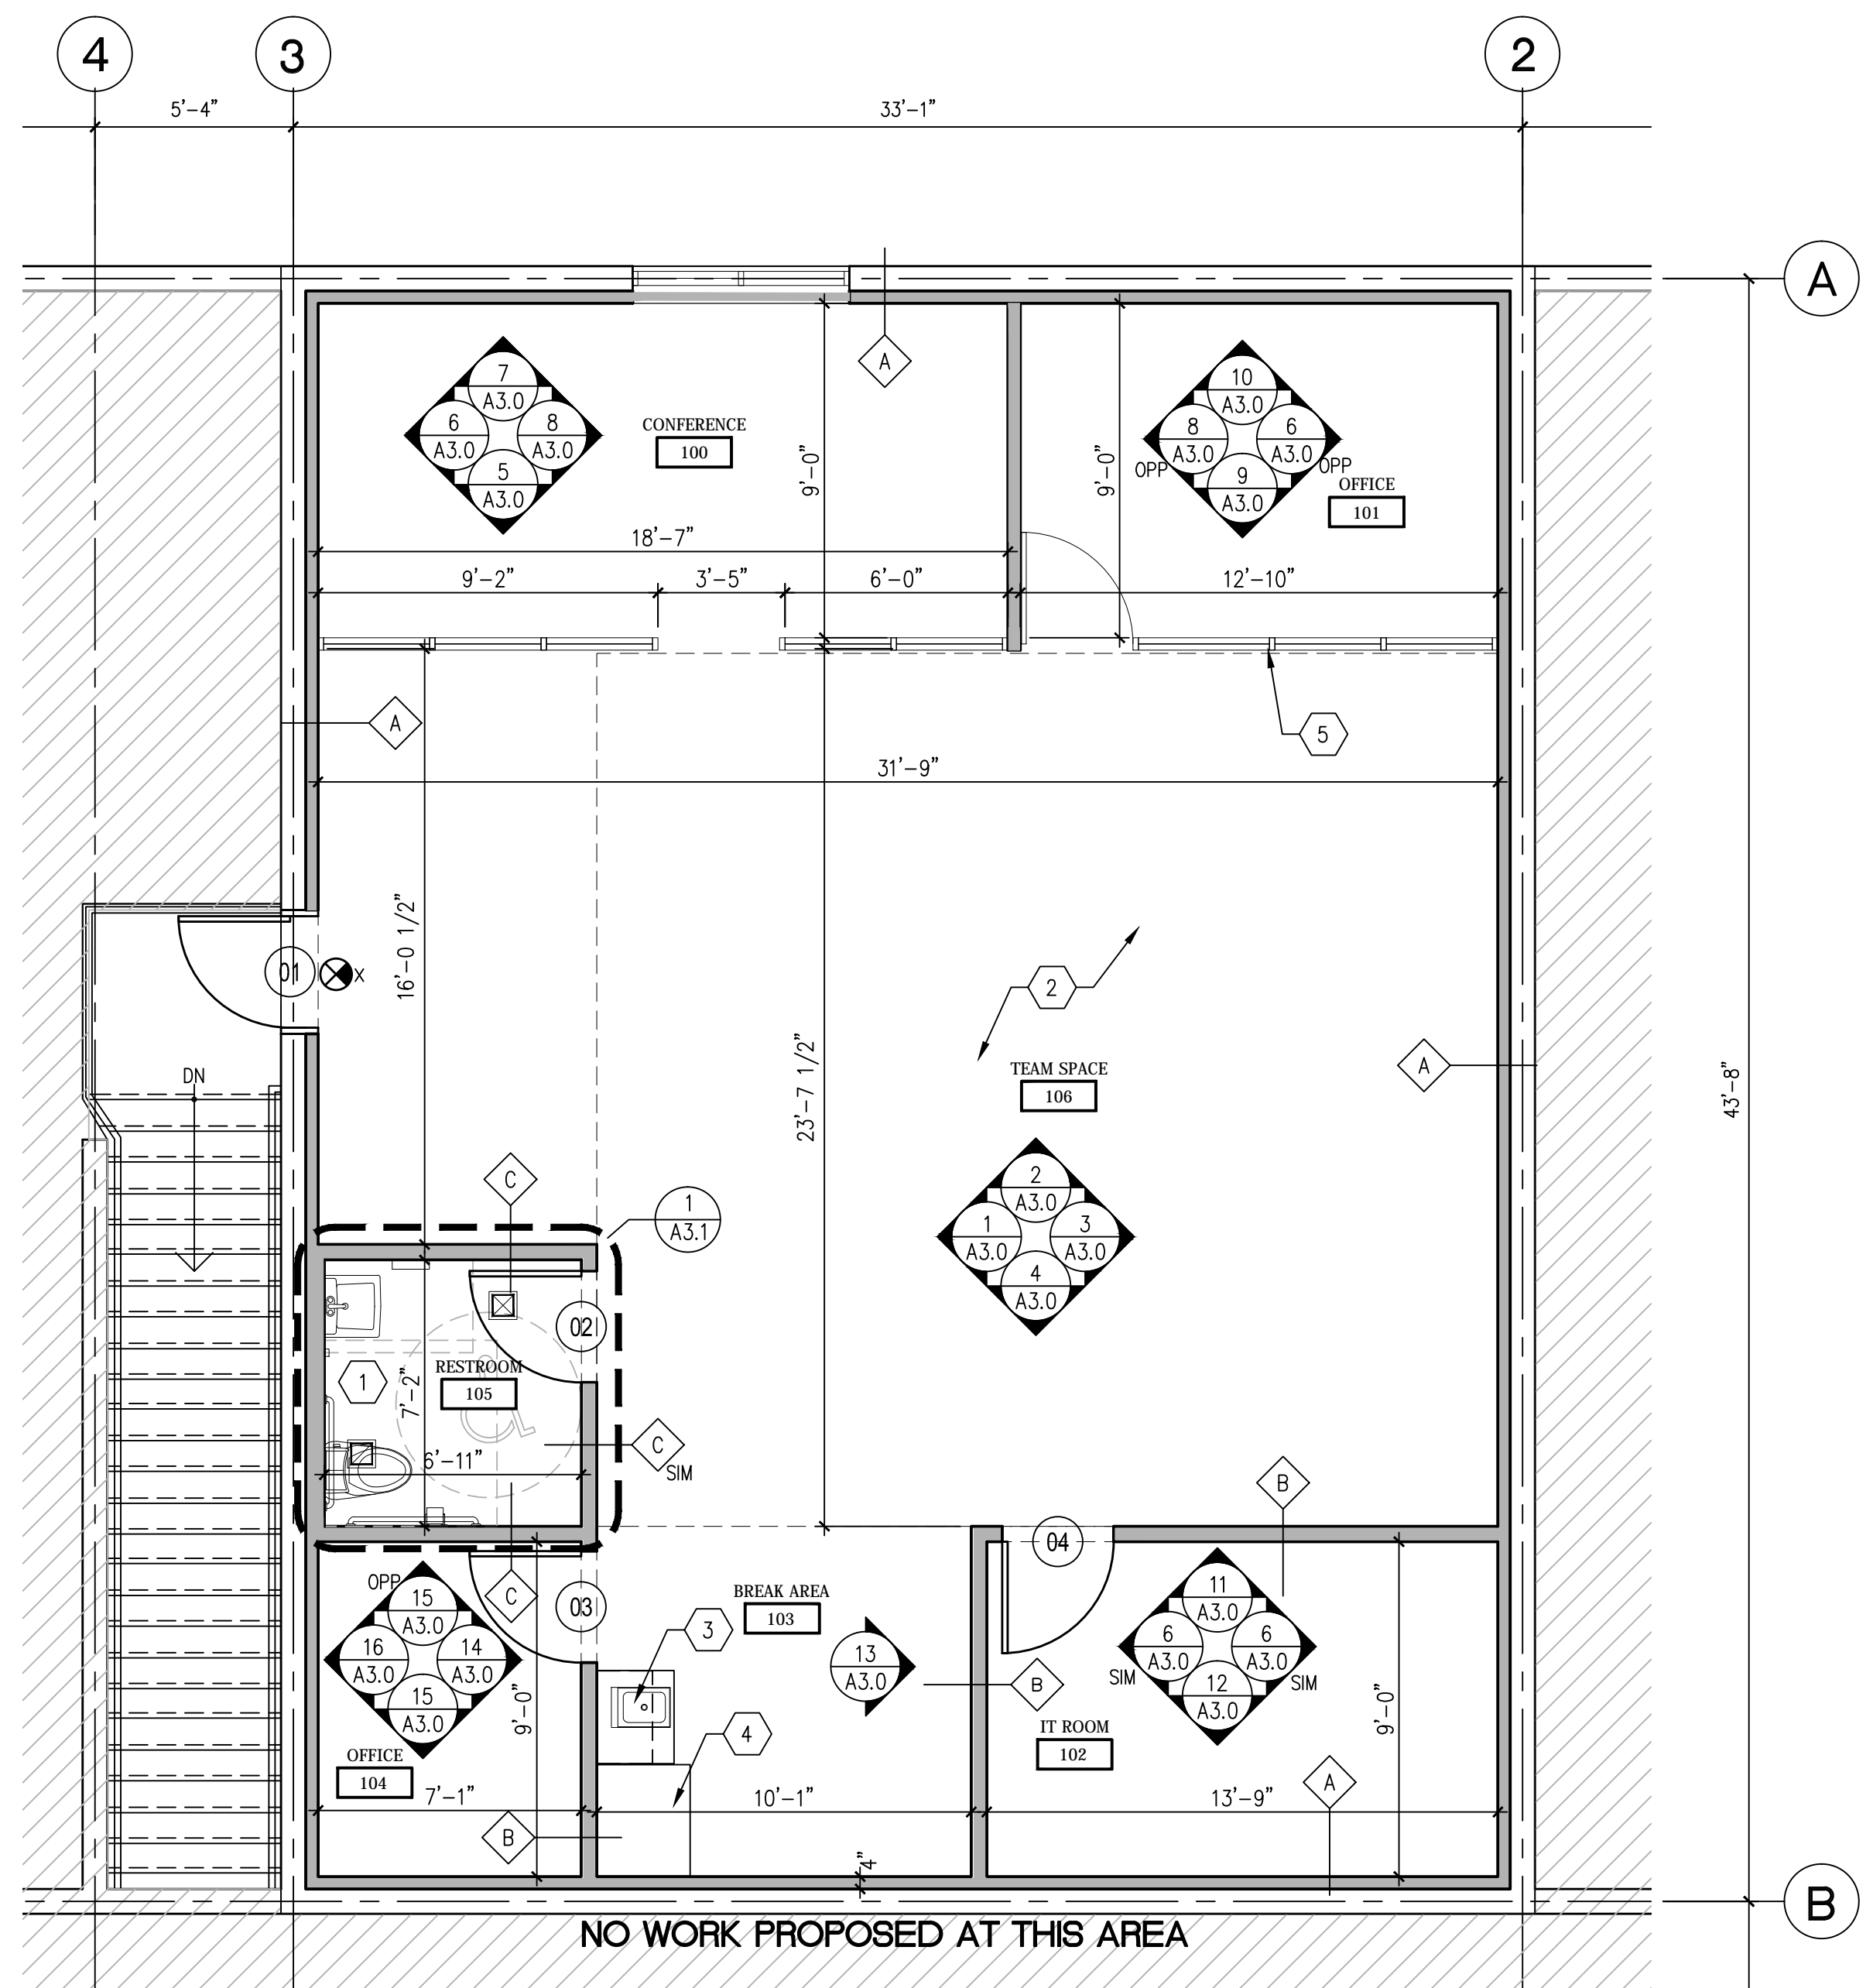 4
3
2
5'-4"
33'-1"
A
A
7
A3.0
6
A3.0
8
A3.0
5
A3.0
CONFERENCE
100
9'-0"
9'-0"
10
A3.0
8
A3.0
6
A3.0
9
A3.0
OPP
OPP
OFFICE
101
18'-7"
9'-2"
3'-5"
6'-0"
12'-10"
A
5
31'-9"
16'-0 1/2"
01
X
2
23'-7 1/2"
TEAM SPACE
106
A
43'-8"
DN
C
1
A3.1
2
A3.0
1
A3.0
3
A3.0
4
A3.0
02
RESTROOM
105
1
7'-2"
a
6'-11"
C
SIM
B
04
OPP
15
A3.0
16
A3.0
14
A3.0
15
A3.0
C
03
BREAK AREA
103
3
13
A3.0
B
11
A3.0
6
A3.0
6
A3.0
12
A3.0
SIM
SIM
9'-0"
9'-0"
4
OFFICE
104
IT ROOM
102
A
7'-1"
10'-1"
13'-9"
B
4"
B
NO WORK PROPOSED AT THIS AREA